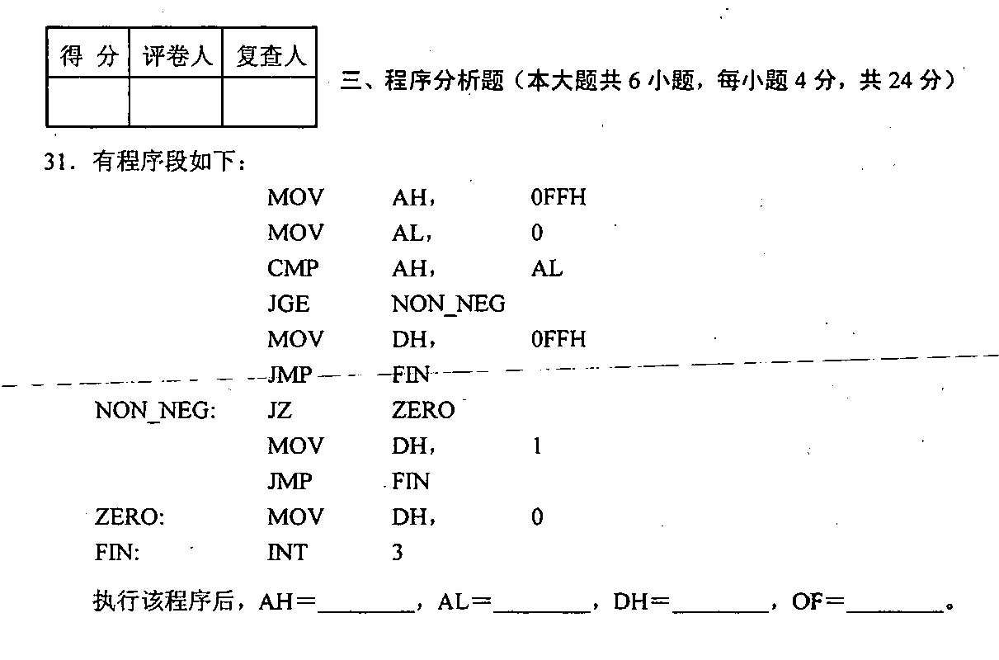 得 分 评卷人 复查人
三、程序分析题（本大题共 6 小题，每小题 4 分，共 24 分）
31．有程序段如下：
MOV AH， 0FFH
MOV AL， 0
CMP AH， AL
JGE NON_NEG
MOV DH， 0FFH
JMP FIN
NON_NEG: JZ ZERO
MOV DH， 1
JMP FIN
ZERO: MOV DH， 0
FIN: INT 3
执行该程序后，AH＝________，AL＝________，DH＝________，OF＝________。